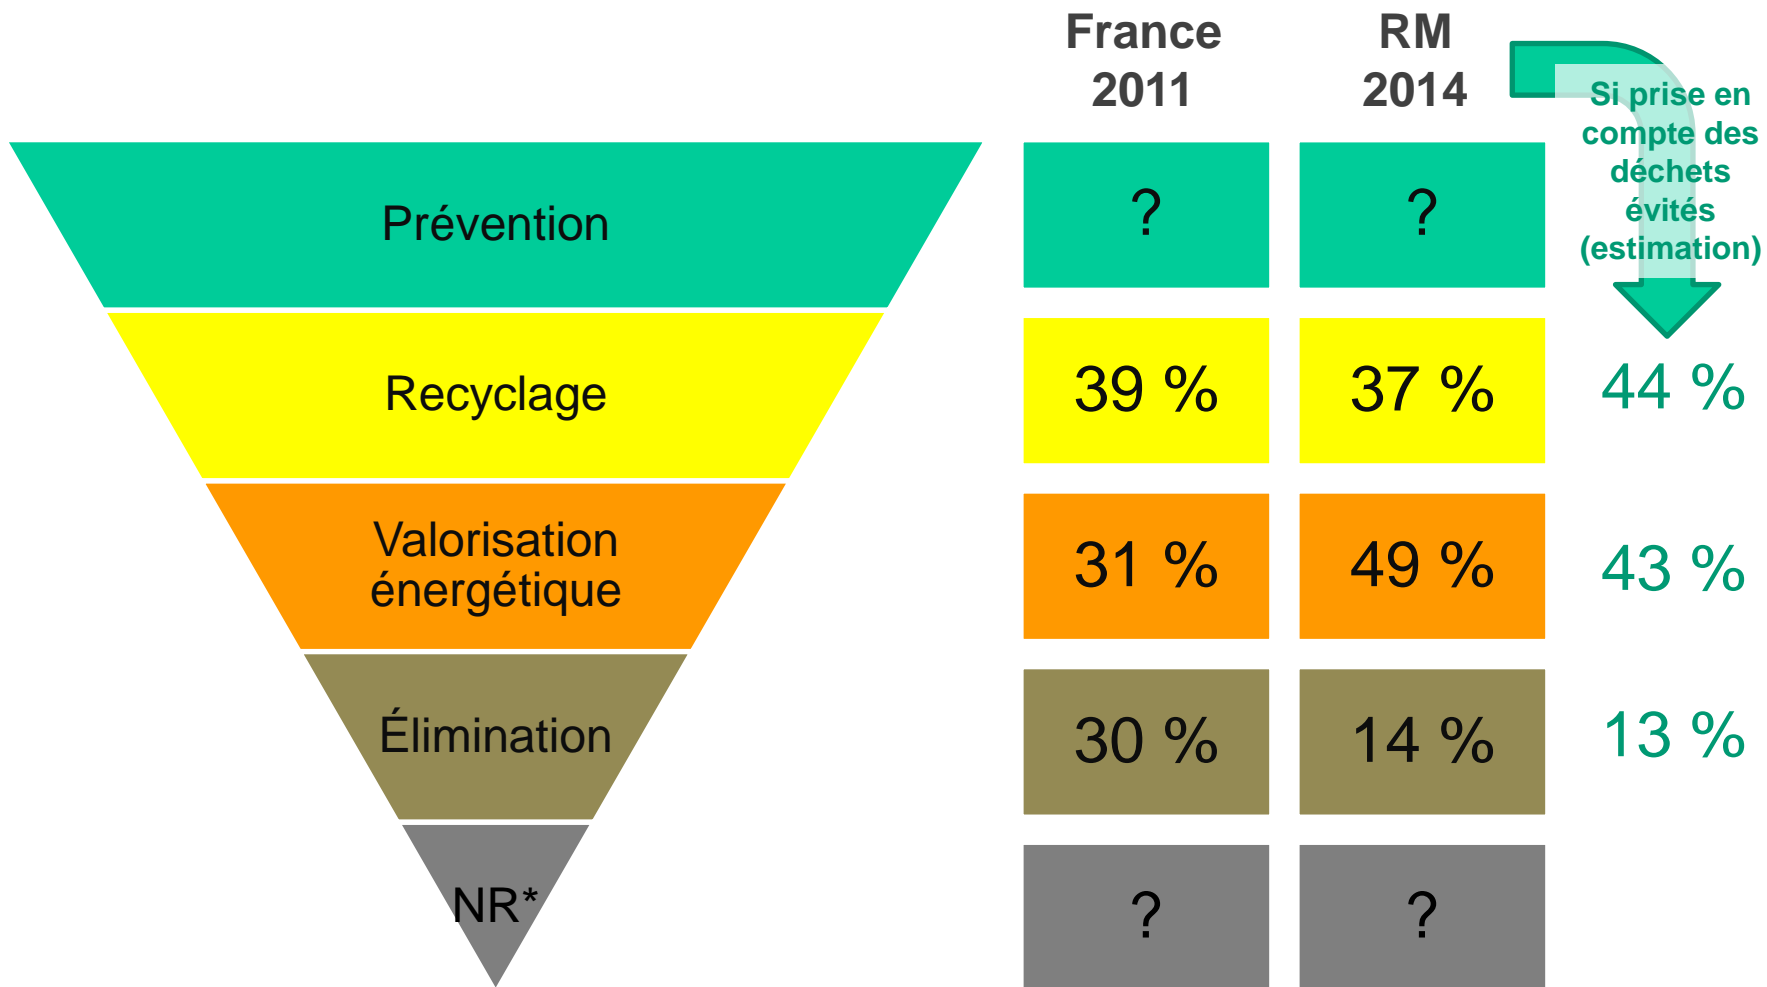 France
2011
RM
2014
Si prise en
compte des
déchets
évités
(estimation)
Prévention
?
?
Recyclage
39 %
37 %
44 %
Valorisation
énergétique
31 %
49 %
43 %
Élimination
30 %
14 %
13 %
NR*
?
?